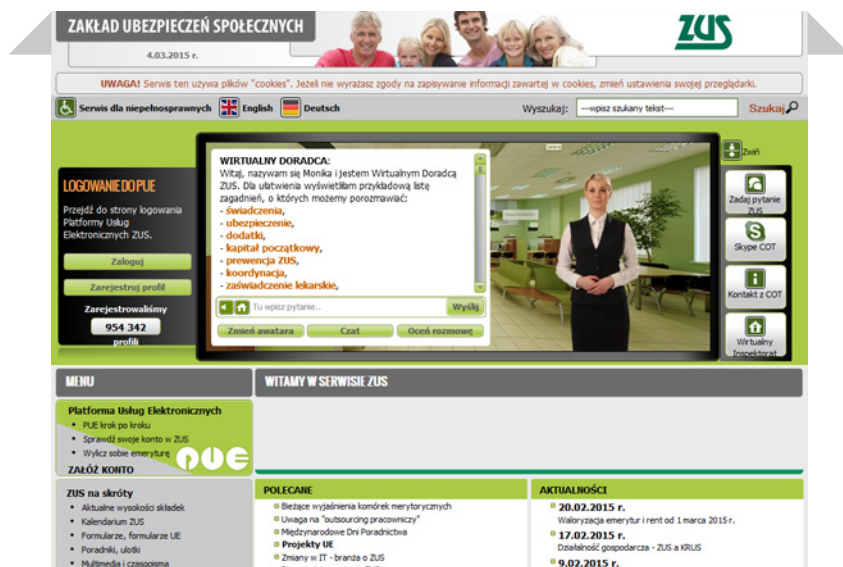 ZAKŁAD UBEZPIECZEŃ SPOŁECZNYCH
ZUS
4.03.2015 r.
UWAGA! Serwis ten używa plików "cookies". Jeżeli nie wyrażasz zgody na zapisywanie informacji zawartej w cookies, zmień ustawienia swojej przeglądarki.
Serwis dla niepełnosprawnych English Deutsch Wyszukaj: ---wpisz szukany tekst--- Szukaj
Zwiń
LOGOWANIE DO PUE
Przejdź do strony logowania
Platformy Usług
Elektronicznych ZUS.
Zaloguj
Zarejestruj profil
Zarejestrowaliśmy
954 342
profili
WIRTUALNY DORADCA:
Witaj, nazywam się Monika i jestem Wirtualnym Doradcą
ZUS. Dla ułatwienia wyświetliłam przykładową listę
zagadnień, o których możemy porozmawiać:
- świadczenia,
- ubezpieczenie,
- dodatki,
- kapitał początkowy,
- prewencja ZUS,
- koordynacja,
- zaświadczenie lekarskie,
Tu wpisz pytanie... Wyślij
Zmień awatara Czat Oceń rozmowę
Zadaj pytanie
ZUS
Skype COT
Kontakt z COT
Wirtualny
Inspektorat
MENU
WITAMY W SERWISIE ZUS
Platforma Usług Elektronicznych
PUE krok po kroku
Sprawdź swoje konto w ZUS
Wylicz sobie emeryturę
PUE
ZAŁÓŻ KONTO
ZUS na skróty
Aktualne wysokości składek
Kalendarium ZUS
Formularze, formularze UE
Poradniki, ulotki
Multimedia i czasopisma
POLECANE
Bieżące wyjaśnienia komórek merytorycznych
Uwaga na "outsourcing pracowniczy"
Międzynarodowe Dni Poradnictwa
Projekty UE
Zmiany w IT - branża o ZUS
AKTUALNOŚCI
20.02.2015 r.
Waloryzacja emerytur i rent od 1 marca 2015 r.
17.02.2015 r.
Działalność gospodarcza - ZUS a KRUS
9.02.2015 r.